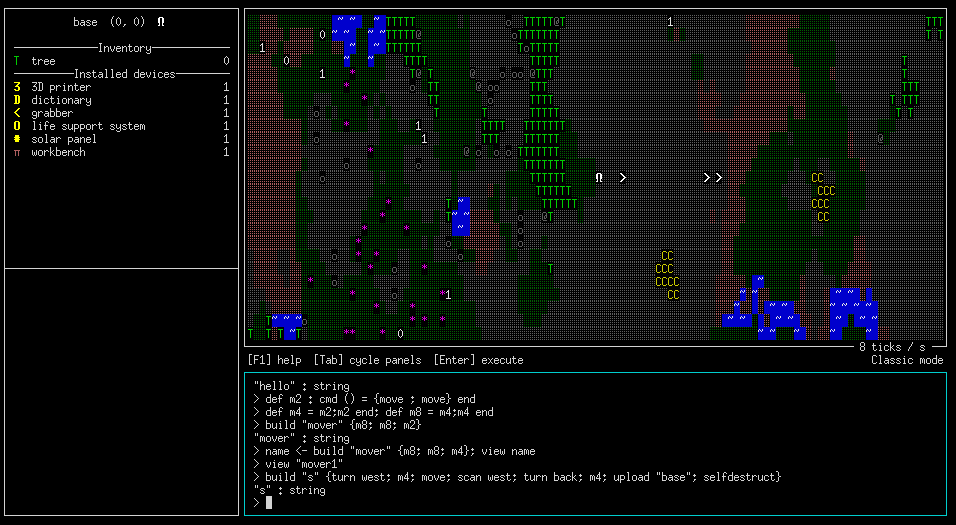 base (0, 0) Ω
Inventory
T tree 0
Installed devices
3 3D printer 1
D dictionary 1
< grabber 1
O life support system 1
# solar panel 1
π workbench 1
8 ticks / s
[F1] help [Tab] cycle panels [Enter] execute Classic mode
"hello" : string
> def m2 : cmd () = {move ; move} end
> def m4 = m2;m2 end; def m8 = m4;m4 end
> build "mover" {m8; m8; m2}
"mover" : string
> name <- build "mover" {m8; m8; m4}; view name
> view "mover1"
> build "s" {turn west; m4; move; scan west; turn back; m4; upload "base"; selfdestruct}
"s" : string
>